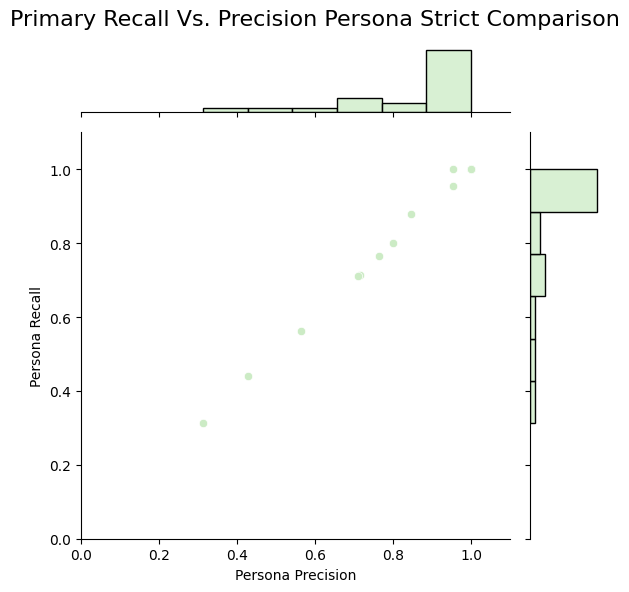 Primary Recall Vs. Precision Persona Strict Comparison
1.0
0.8
0.6
0.4
0.2
0.0
Persona Recall
0.0 0.2 0.4 0.6 0.8 1.0
Persona Precision